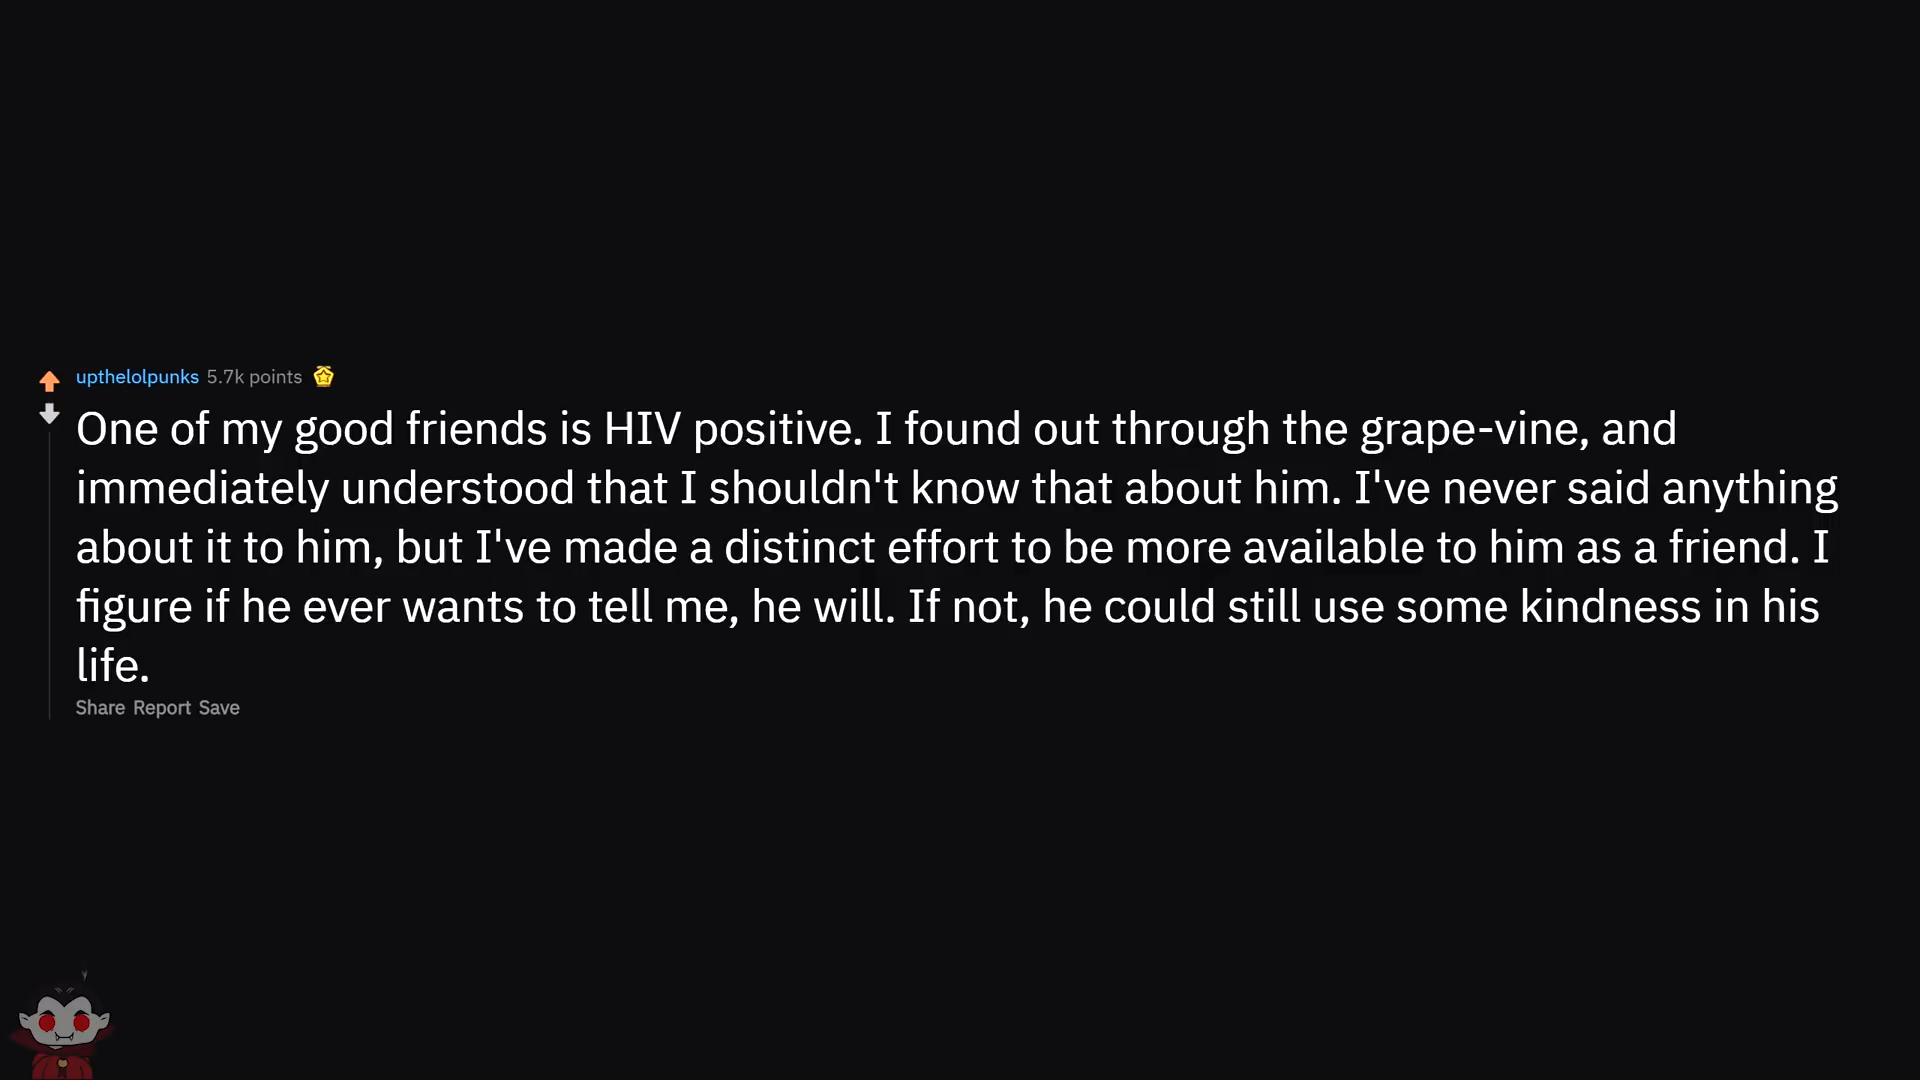 upthelolpunks 5.7k points
One of my good friends is HIV positive. I found out through the grape-vine, and
immediately understood that I shouldn't know that about him. I've never said anything
about it to him, but I've made a distinct effort to be more available to him as a friend. I
figure if he ever wants to tell me, he will. If not, he could still use some kindness in his
life.
Share Report Save